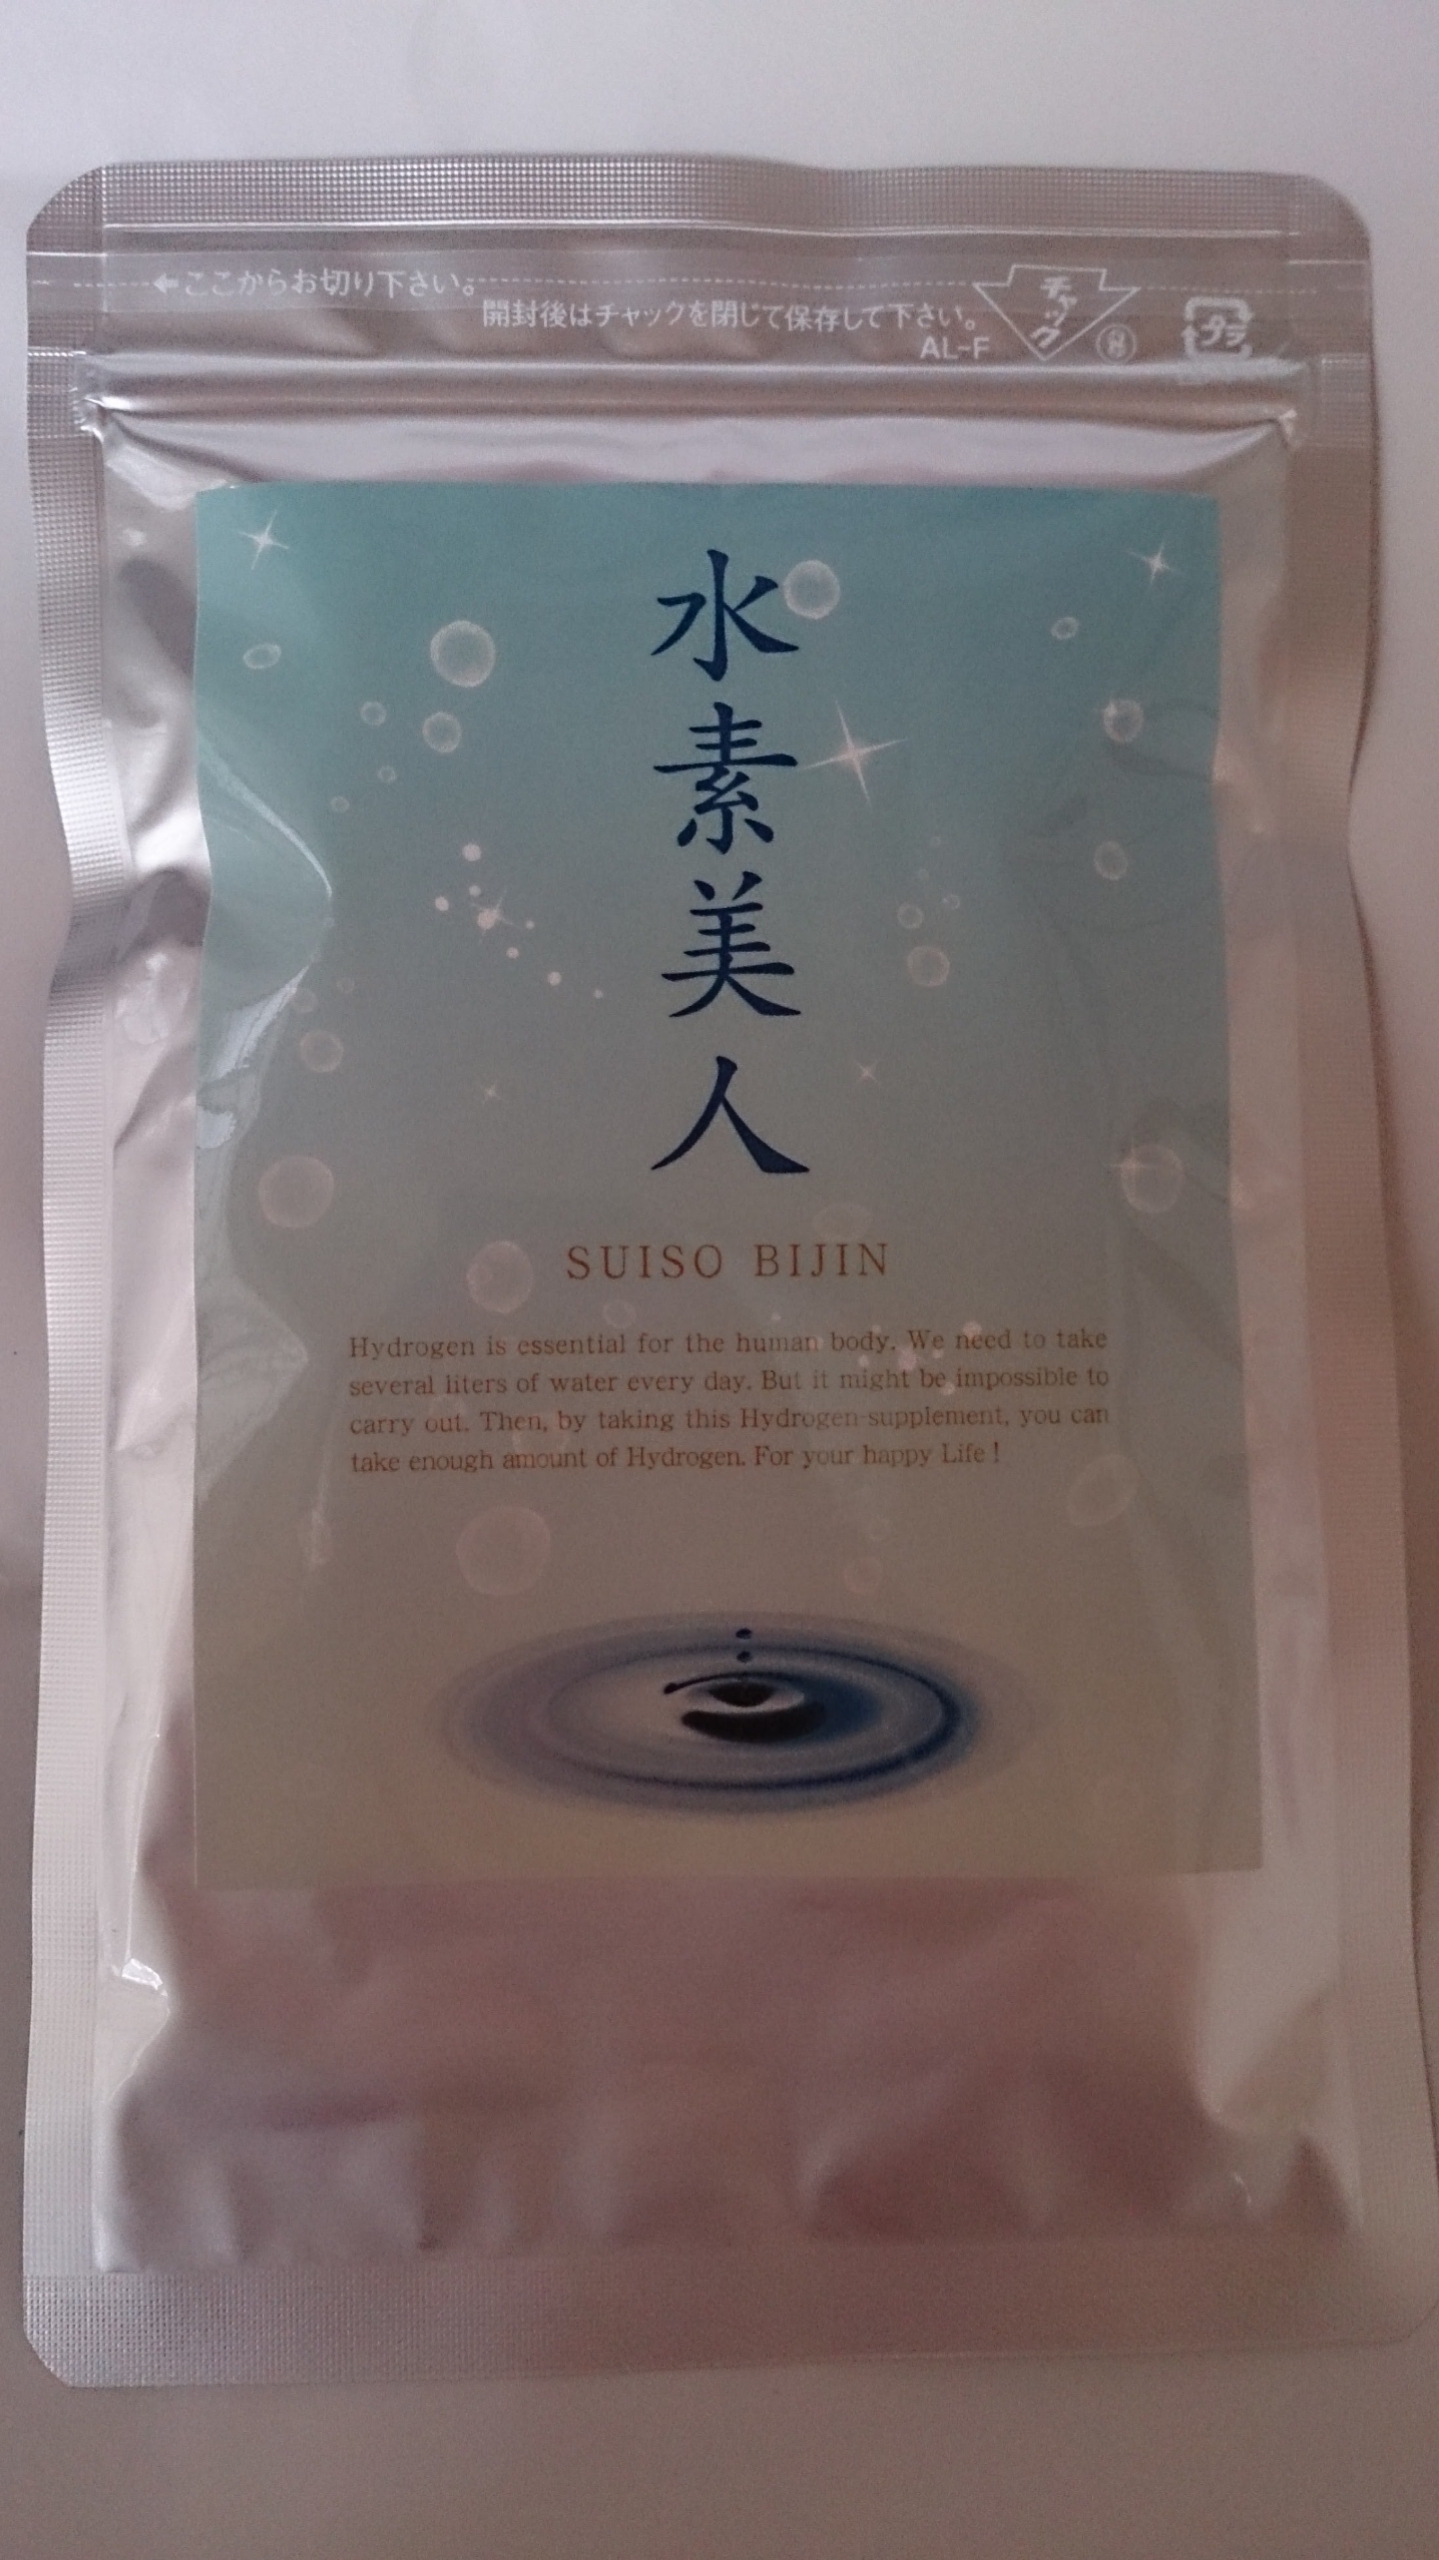 ←ここからお切り下さい。
開封後はチャックを閉じて保存して下さい。
AL-F
チャック
プラ
水素美人
SUISO BIJIN
Hydrogen is essential for the human body. We need to take
several liters of water every day. But it might be impossible to
carry out. Then, by taking this Hydrogen-supplement, you can
take enough amount of Hydrogen. For your happy Life !